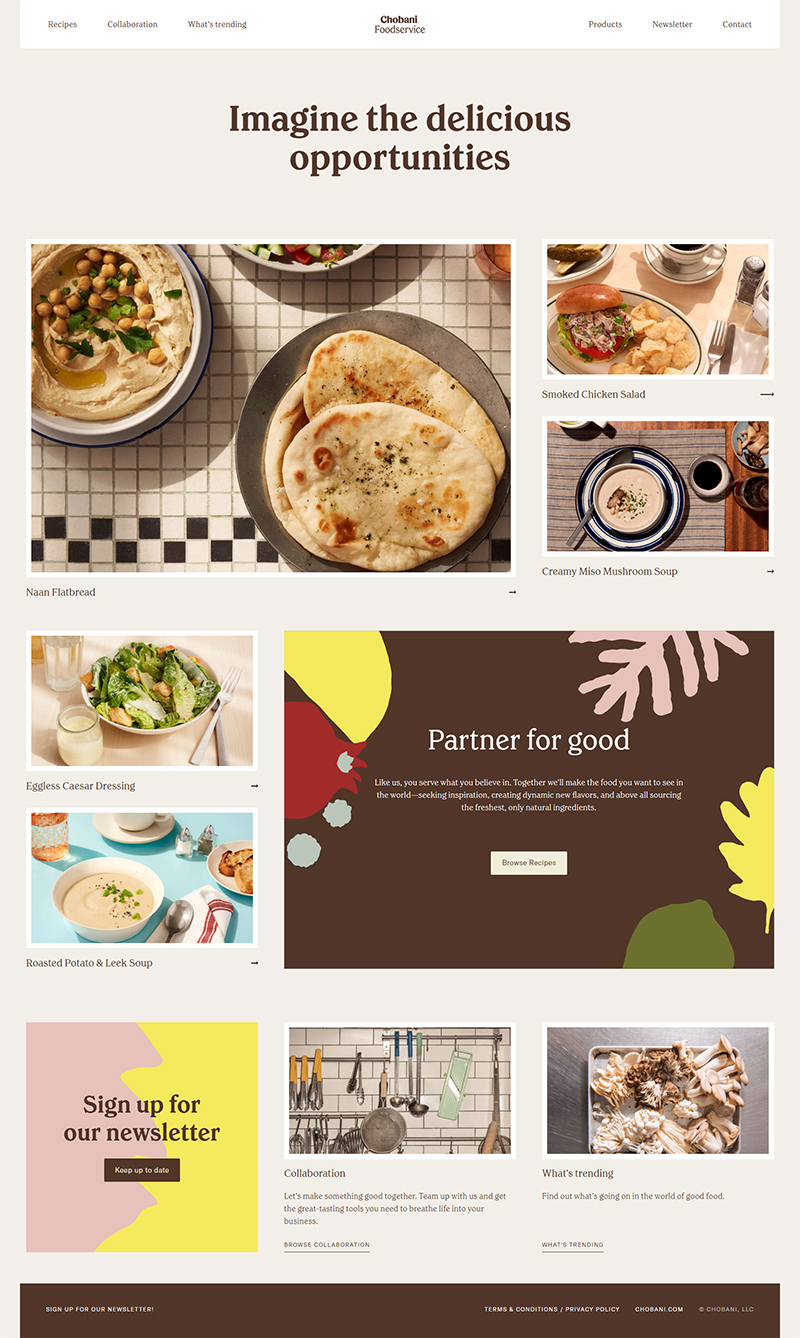 Recipes
Collaboration
What's trending
Chobani
Foodservice
Products
Newsletter
Contact
Imagine the delicious
opportunities
Naan Flatbread
Smoked Chicken Salad
Creamy Miso Mushroom Soup
Eggless Caesar Dressing
Roasted Potato & Leek Soup
Partner for good
Like us, you serve what you believe in. Together we'll make the food you want to see in
the world—seeking inspiration, creating dynamic new flavors, and above all sourcing
the freshest, only natural ingredients.
Browse Recipes
Sign up for
our newsletter
Keep up to date
Collaboration
Let's make something good together. Team up with us and get
the great-tasting tools you need to breathe life into your
business.
BROWSE COLLABORATION
What's trending
Find out what's going on in the world of good food.
WHAT'S TRENDING
SIGN UP FOR OUR NEWSLETTER!
TERMS & CONDITIONS / PRIVACY POLICY
CHOBANI.COM
© CHOBANI, LLC